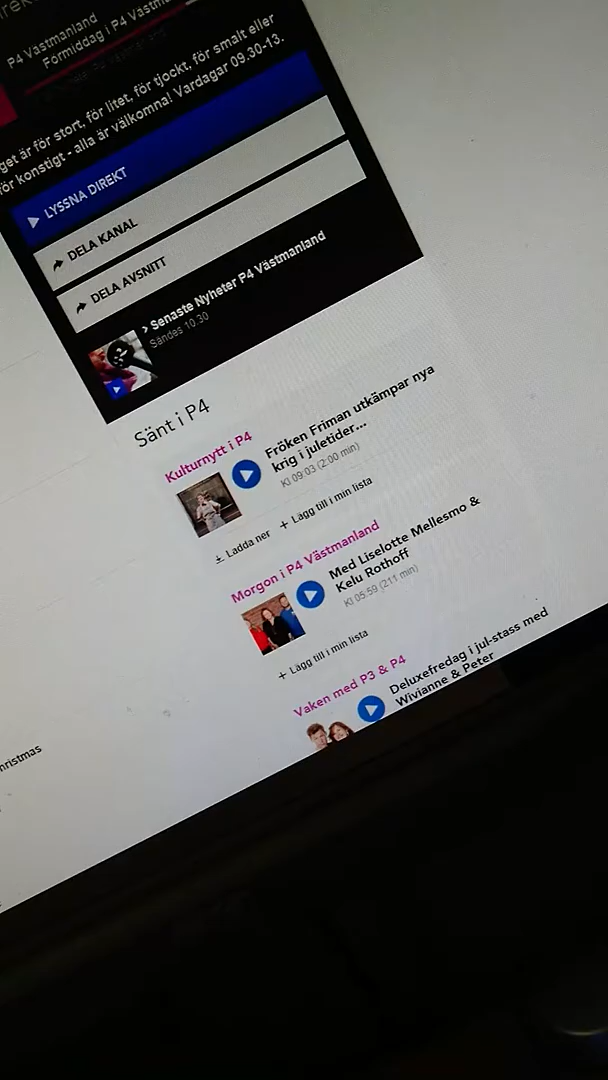 P4 Västmanland
Förmiddag i P4 Västm
get är för stort, för litet, för tjockt, för smalt eller
för konstigt - alla är välkomna! Vardagar 09.30-13.
LYSSNA DIREKT
DELA KANAL
DELA AVSNITT
› Senaste Nyheter P4 Västmanland
Sändes 10.30
Sänt i P4
Kulturnytt i P4
Fröken Friman utkämpar nya
krig i juletider...
Kl 09:03 (2:00 min)
Ladda ner + Lägg till i min lista
Morgon i P4 Västmanland
Med Liselotte Mellesmo &
Kelu Rothoff
Kl 05:59 (211 min)
+ Lägg till i min lista
Vaken med P3 & P4
Deluxefredag i jul-stass med
Wivianne & Peter
hristmas